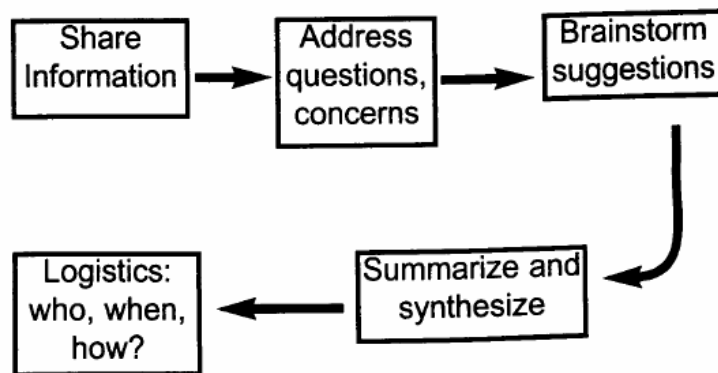 Share
Information
Address
questions,
concerns
Brainstorm
suggestions
Summarize and
synthesize
Logistics:
who, when,
how?